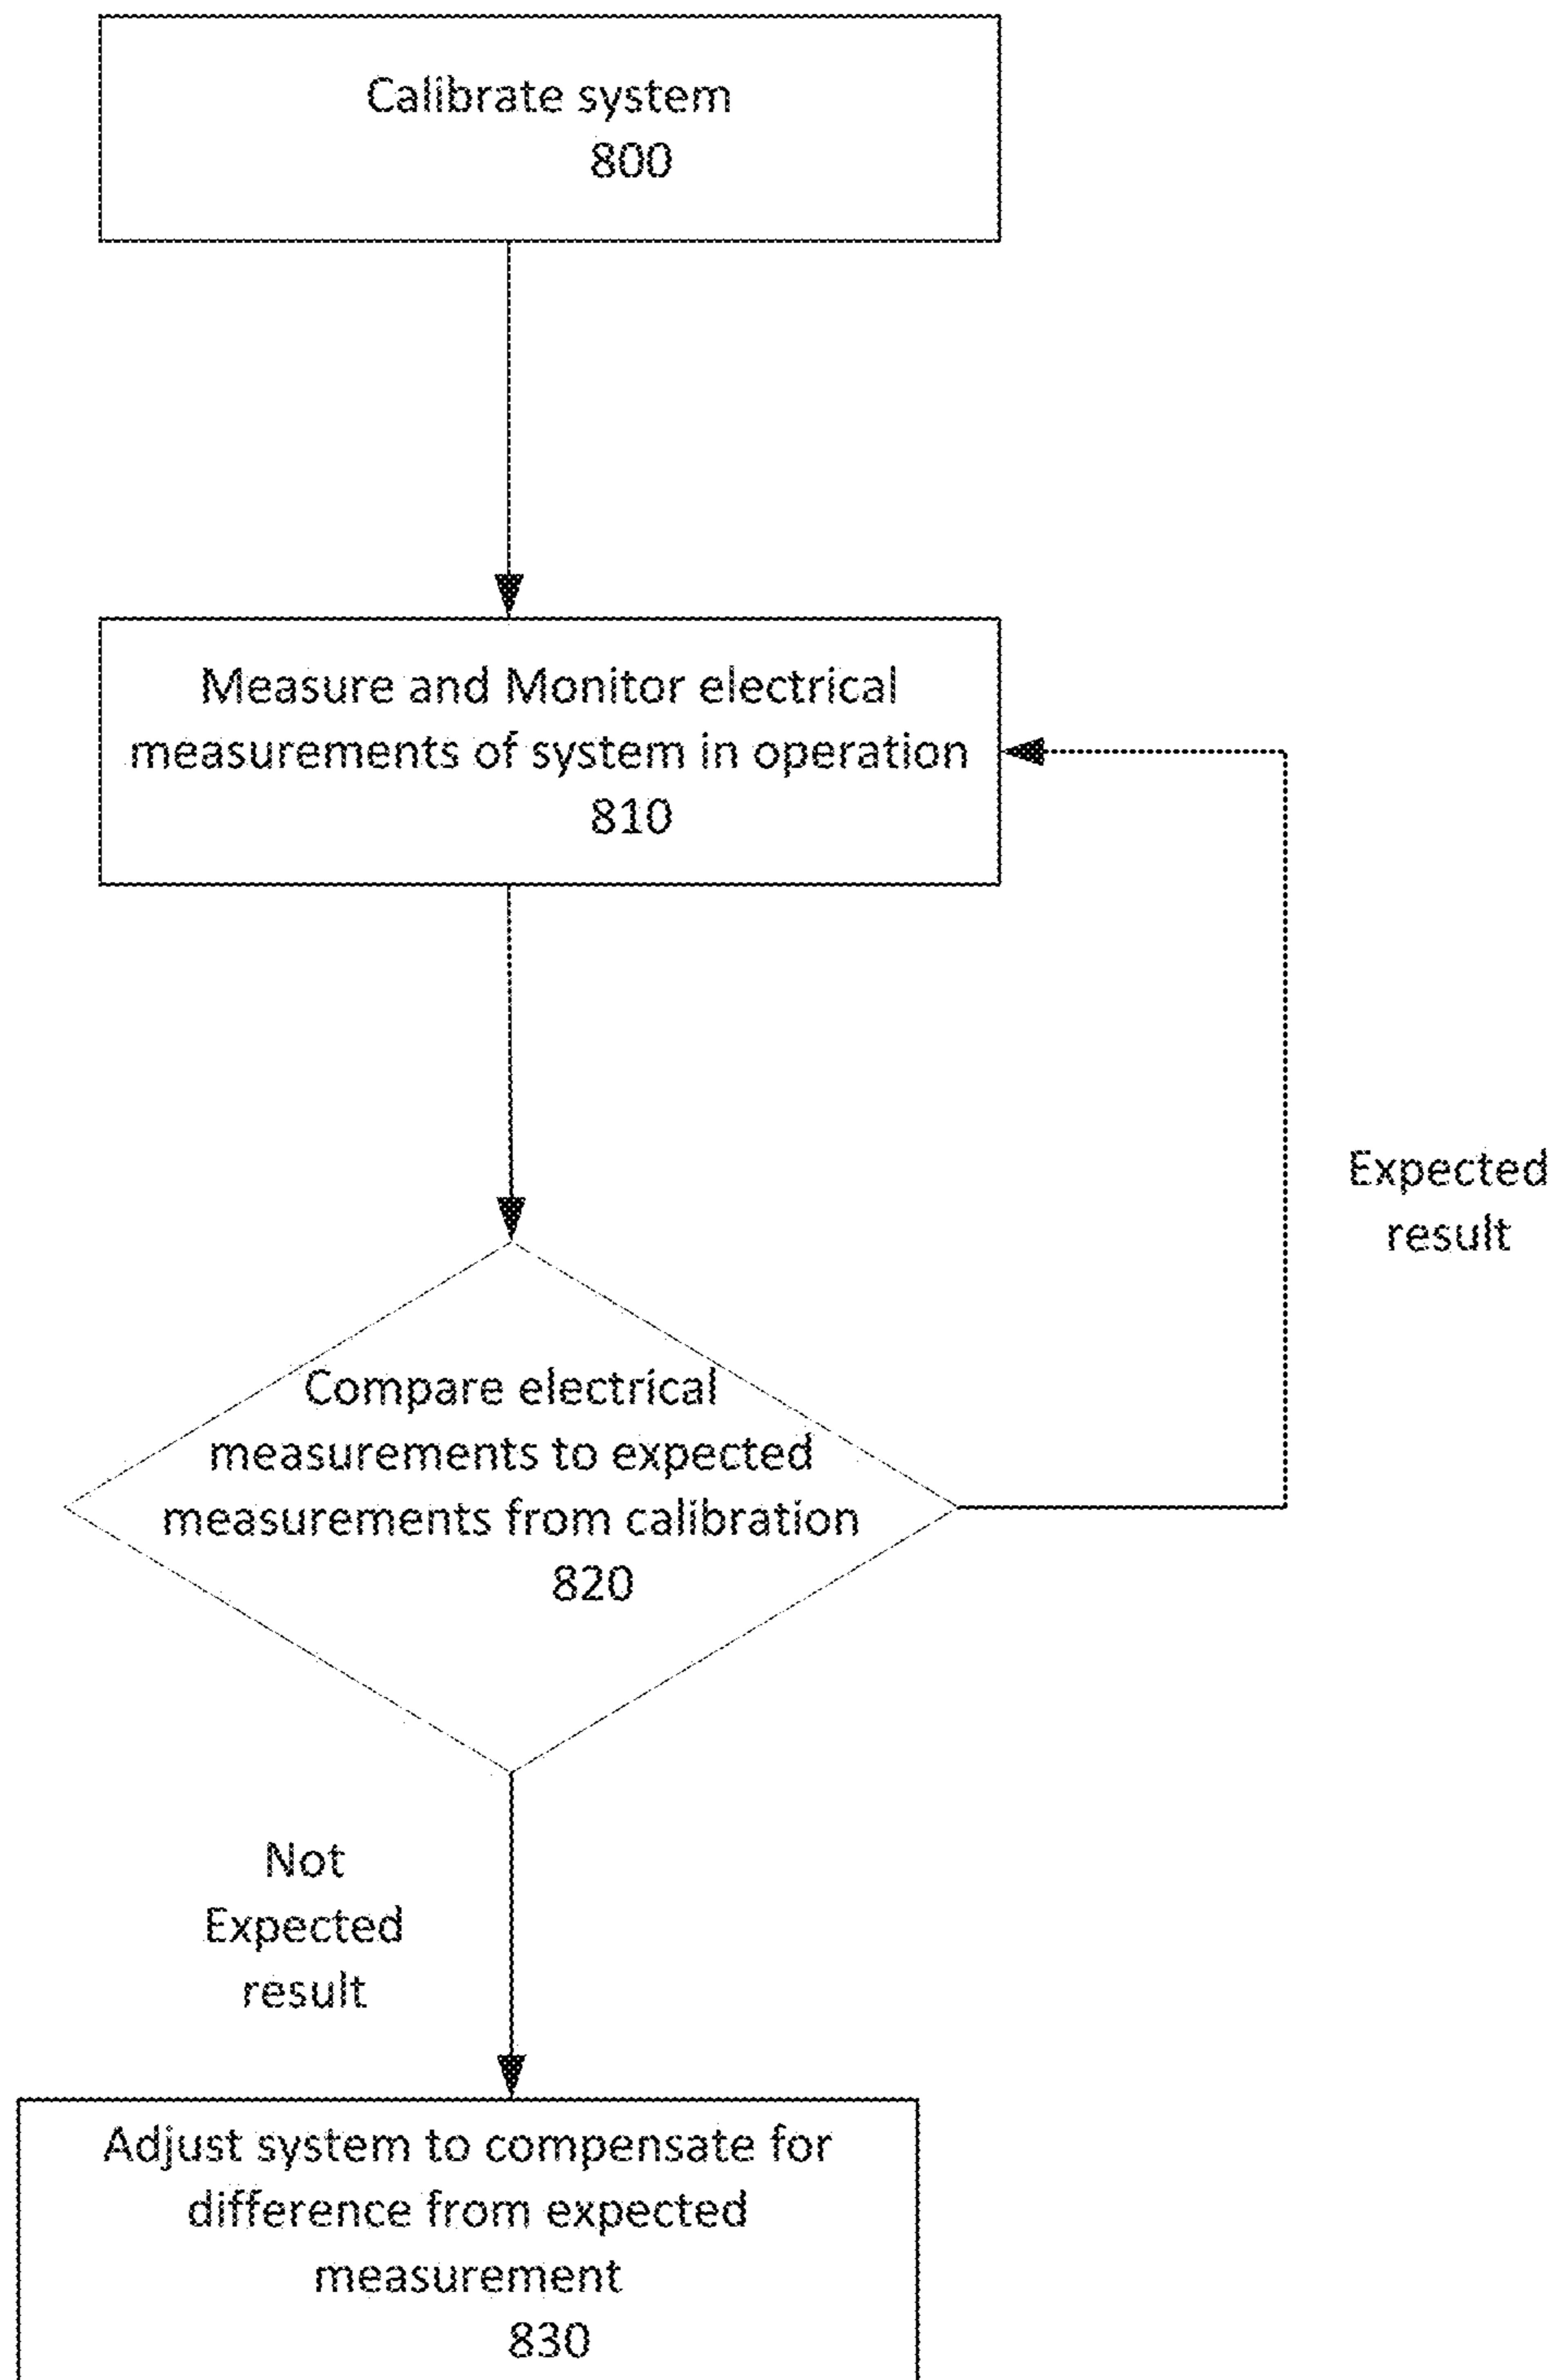 Calibrate system
800
Measure and Monitor electrical
measurements of system in operation
810
Expected
result
Compare electrical
measurements to expected
measurements from calibration
820
Not
Expected
result
Adjust system to compensate for
difference from expected
measurement
830